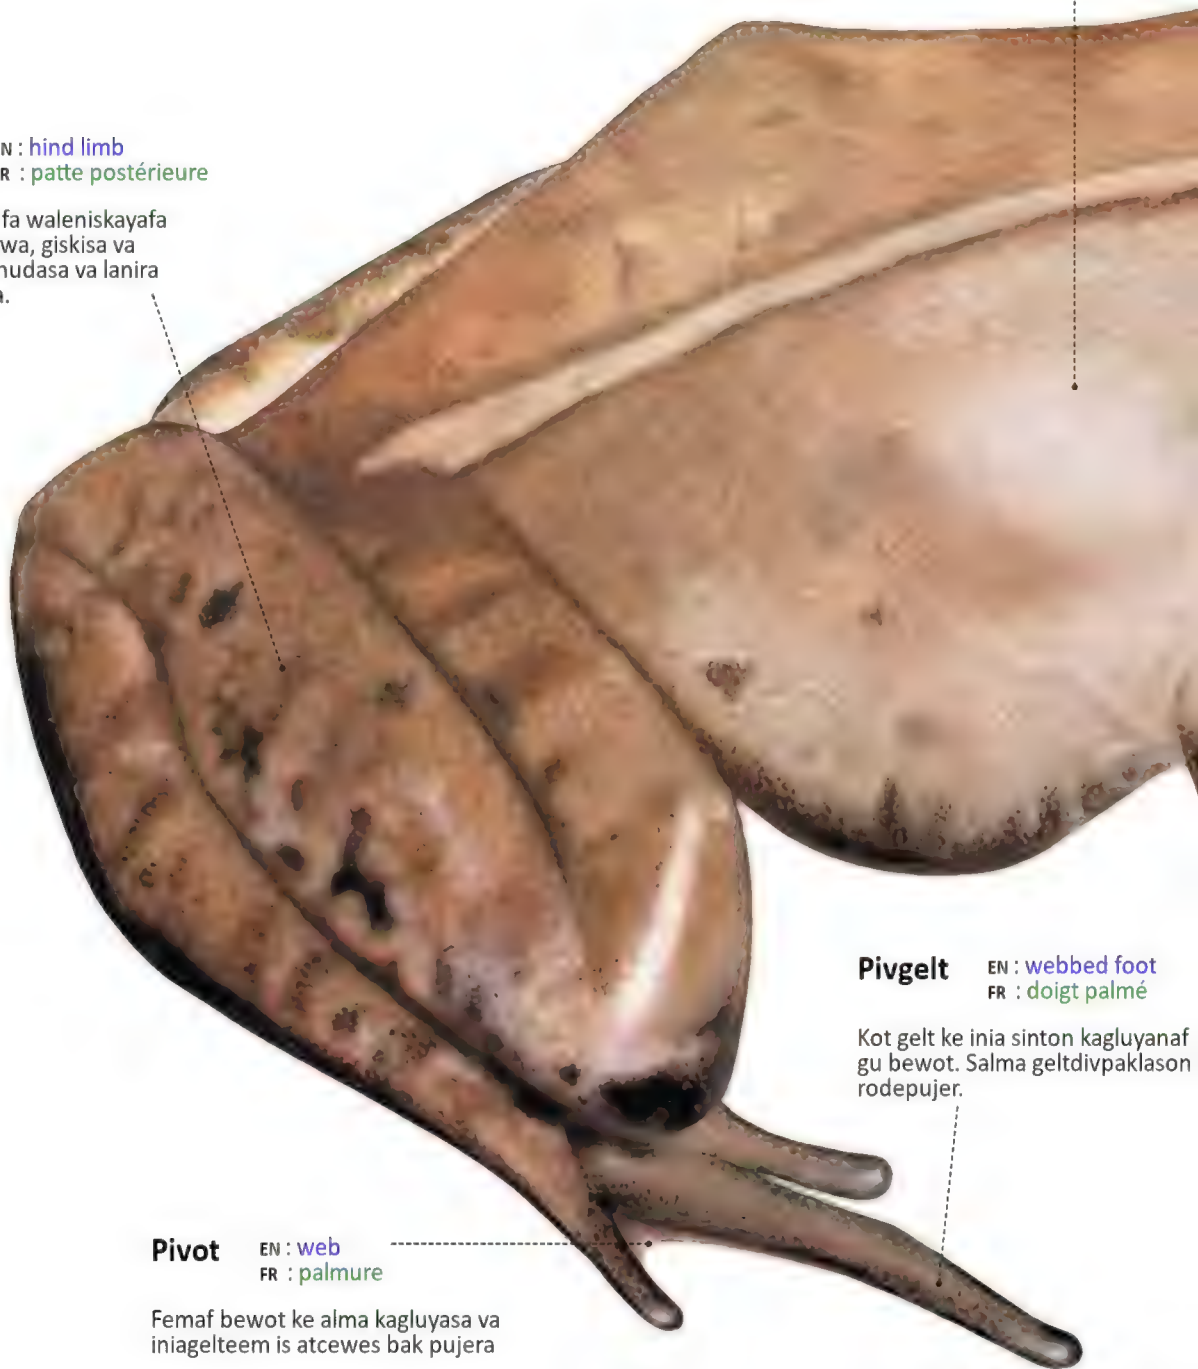 N : hind limb
R : patte postérieure
fa waleniskayafa
wa, giskisa va
nudasa va lanira
a.
Pivgelt EN : webbed foot
FR : doigt palmé
Kot gelt ke inia sinton kagluyanaf
gu bewot. Salma geltdivpaklason
rodepujer.
Pivot EN : web
FR : palmure
Femaf bewot ke alma kagluyasa va
iniagelteem is atcewes bak pujera